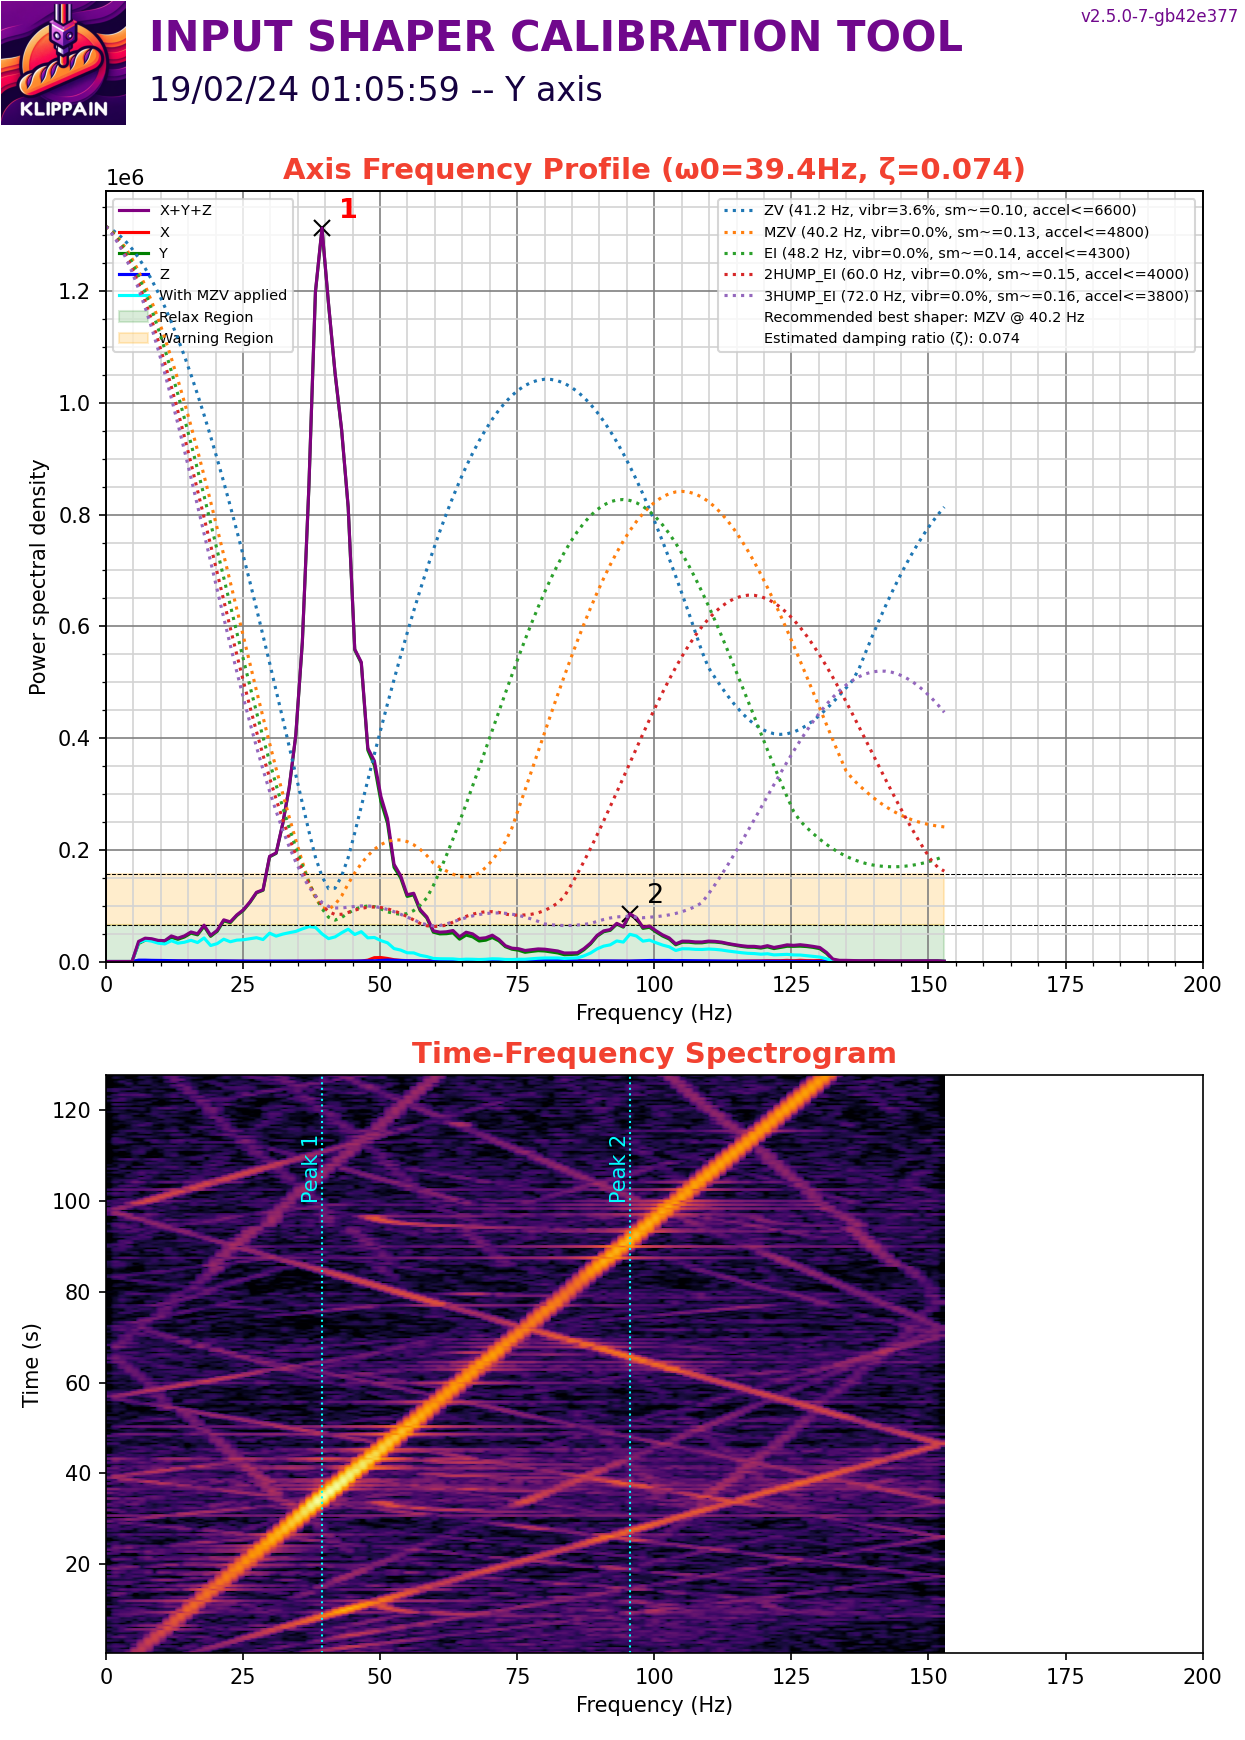 KLIPPAIN
INPUT SHAPER CALIBRATION TOOL
v2.5.0-7-gb42e377
19/02/24 01:05:59 -- Y axis
Axis Frequency Profile (ω0=39.4Hz, ζ=0.074)
1e6
X+Y+Z
X
Y
Z
With MZV applied
Relax Region
Warning Region
1
ZV (41.2 Hz, vibr=3.6%, sm~=0.10, accel<=6600)
MZV (40.2 Hz, vibr=0.0%, sm~=0.13, accel<=4800)
EI (48.2 Hz, vibr=0.0%, sm~=0.14, accel<=4300)
2HUMP_EI (60.0 Hz, vibr=0.0%, sm~=0.15, accel<=4000)
3HUMP_EI (72.0 Hz, vibr=0.0%, sm~=0.16, accel<=3800)
Recommended best shaper: MZV @ 40.2 Hz
Estimated damping ratio (ζ): 0.074
1.2
1.0
0.8
0.6
0.4
0.2
0.0
Power spectral density
2
0 25 50 75 100 125 150 175 200
Frequency (Hz)
Time-Frequency Spectrogram
120
100
80
60
40
20
Time (s)
Peak 1
Peak 2
0 25 50 75 100 125 150 175 200
Frequency (Hz)